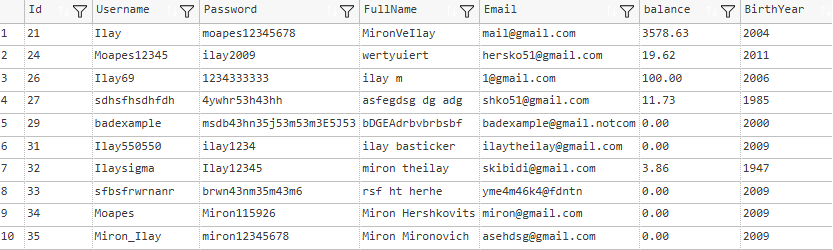 Id Username Password FullName Email balance BirthYear
1 21 Ilay moapes12345678 MironVeIlay mail@gmail.com 3578.63 2004
2 24 Moapes12345 ilay2009 wertyuiert hersko51@gmail.com 19.62 2011
3 26 Ilay69 1234333333 ilay m 1@gmail.com 100.00 2006
4 27 sdhsfhsdhfdh 4ywhr53h43hh asfegdsg dg adg shko51@gmail.com 11.73 1985
5 29 badexample msdb43hn35j53m53m3E5J53 bDGEAdrbvbrbsbf badexample@gmail.notcom 0.00 2000
6 31 Ilay550550 ilay1234 ilay basticker ilaytheilay@gmail.com 0.00 2009
7 32 Ilaysigma Ilay12345 miron theilay skibidi@gmail.com 3.86 1947
8 33 sfbsfrwrnanr brwn43nm35m43m6 rsf ht herhe yme4m46k4@fdntn 0.00 2009
9 34 Moapes Miron115926 Miron Hershkovits miron@gmail.com 0.00 2009
10 35 Miron_Ilay miron12345678 Miron Mironovich asehdsg@gmail.com 0.00 2009